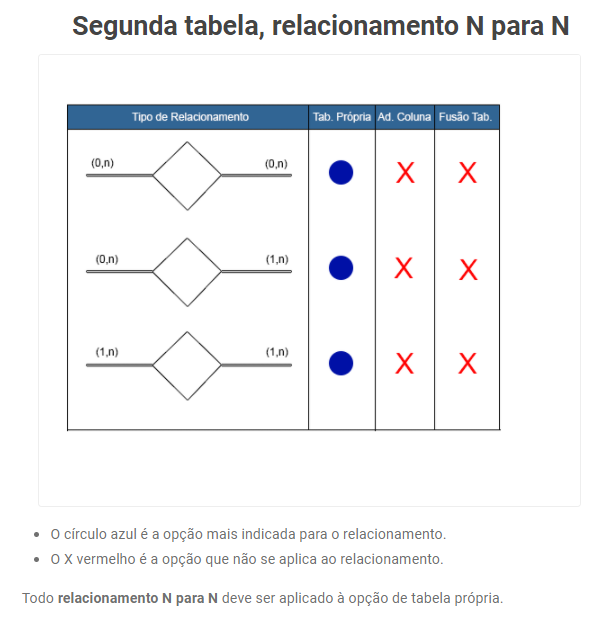 Segunda tabela, relacionamento N para N
Tipo de Relacionamento Tab. Própria Ad. Coluna Fusão Tab.
(0,n) (0,n) X X
(0,n) (1,n) X X
(1,n) (1,n) X X
• O círculo azul é a opção mais indicada para o relacionamento.
• O X vermelho é a opção que não se aplica ao relacionamento.
Todo relacionamento N para N deve ser aplicado à opção de tabela própria.